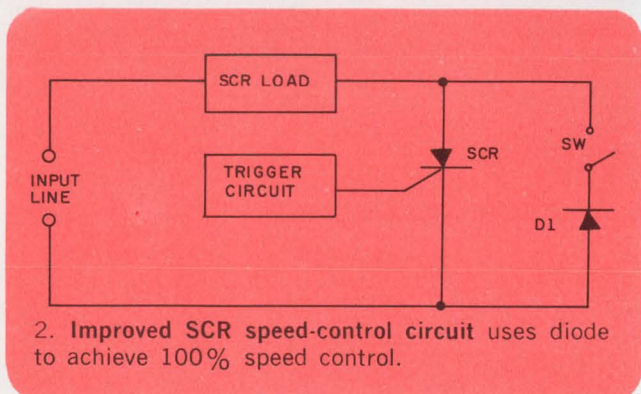 SCR LOAD
SCR
SW
TRIGGER
CIRCUIT
INPUT
LINE
D1
2. Improved SCR speed-control circuit uses diode
to achieve 100% speed control.